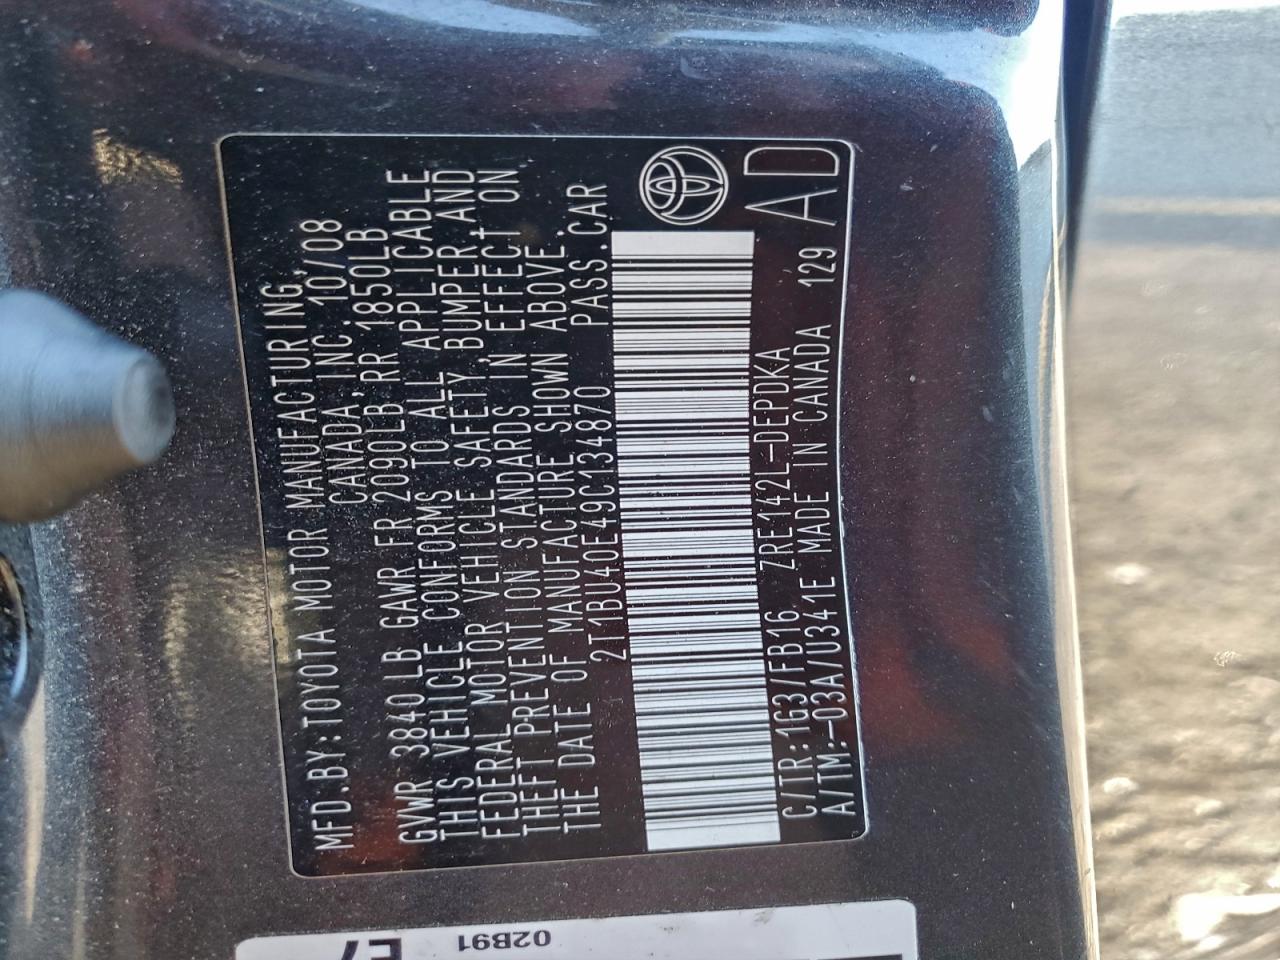 MFD.BY:TOYOTA MOTOR MANUFACTURING,
CANADA,INC. 10/08
GVWR 3840 LB GAWR FR 2090LB RR 1850LB
THIS VEHICLE CONFORMS TO ALL APPLICABLE
FEDERAL MOTOR VEHICLE SAFETY,BUMPER,AND
THEFT PREVENTION STANDARDS IN EFFECT ON
THE DATE OF MANUFACTURE SHOWN ABOVE.
2T1BU40E49C134870 PASS.CAR
C/TR:1G3/FB16 ZRE142L-DEPDKA
A/TM:-03A/U341E MADE IN CANADA 129
AD
02B91